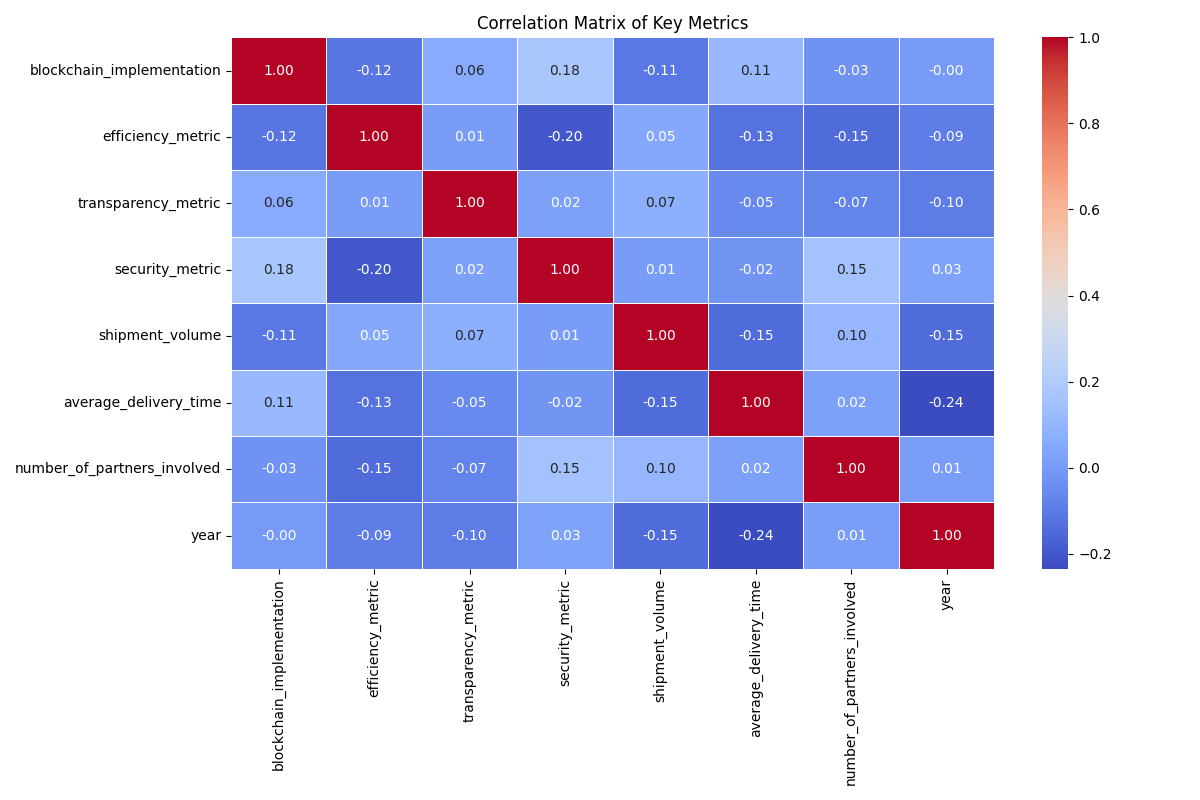 Correlation Matrix of Key Metrics
blockchain_implementation 1.00 -0.12 0.06 0.18 -0.11 0.11 -0.03 -0.00
efficiency_metric -0.12 1.00 0.01 -0.20 0.05 -0.13 -0.15 -0.09
transparency_metric 0.06 0.01 1.00 0.02 0.07 -0.05 -0.07 -0.10
security_metric 0.18 -0.20 0.02 1.00 0.01 -0.02 0.15 0.03
shipment_volume -0.11 0.05 0.07 0.01 1.00 -0.15 0.10 -0.15
average_delivery_time 0.11 -0.13 -0.05 -0.02 -0.15 1.00 0.02 -0.24
number_of_partners_involved -0.03 -0.15 -0.07 0.15 0.10 0.02 1.00 0.01
year -0.00 -0.09 -0.10 0.03 -0.15 -0.24 0.01 1.00
blockchain_implementation
efficiency_metric
transparency_metric
security_metric
shipment_volume
average_delivery_time
number_of_partners_involved
year
1.0
0.8
0.6
0.4
0.2
0.0
−0.2